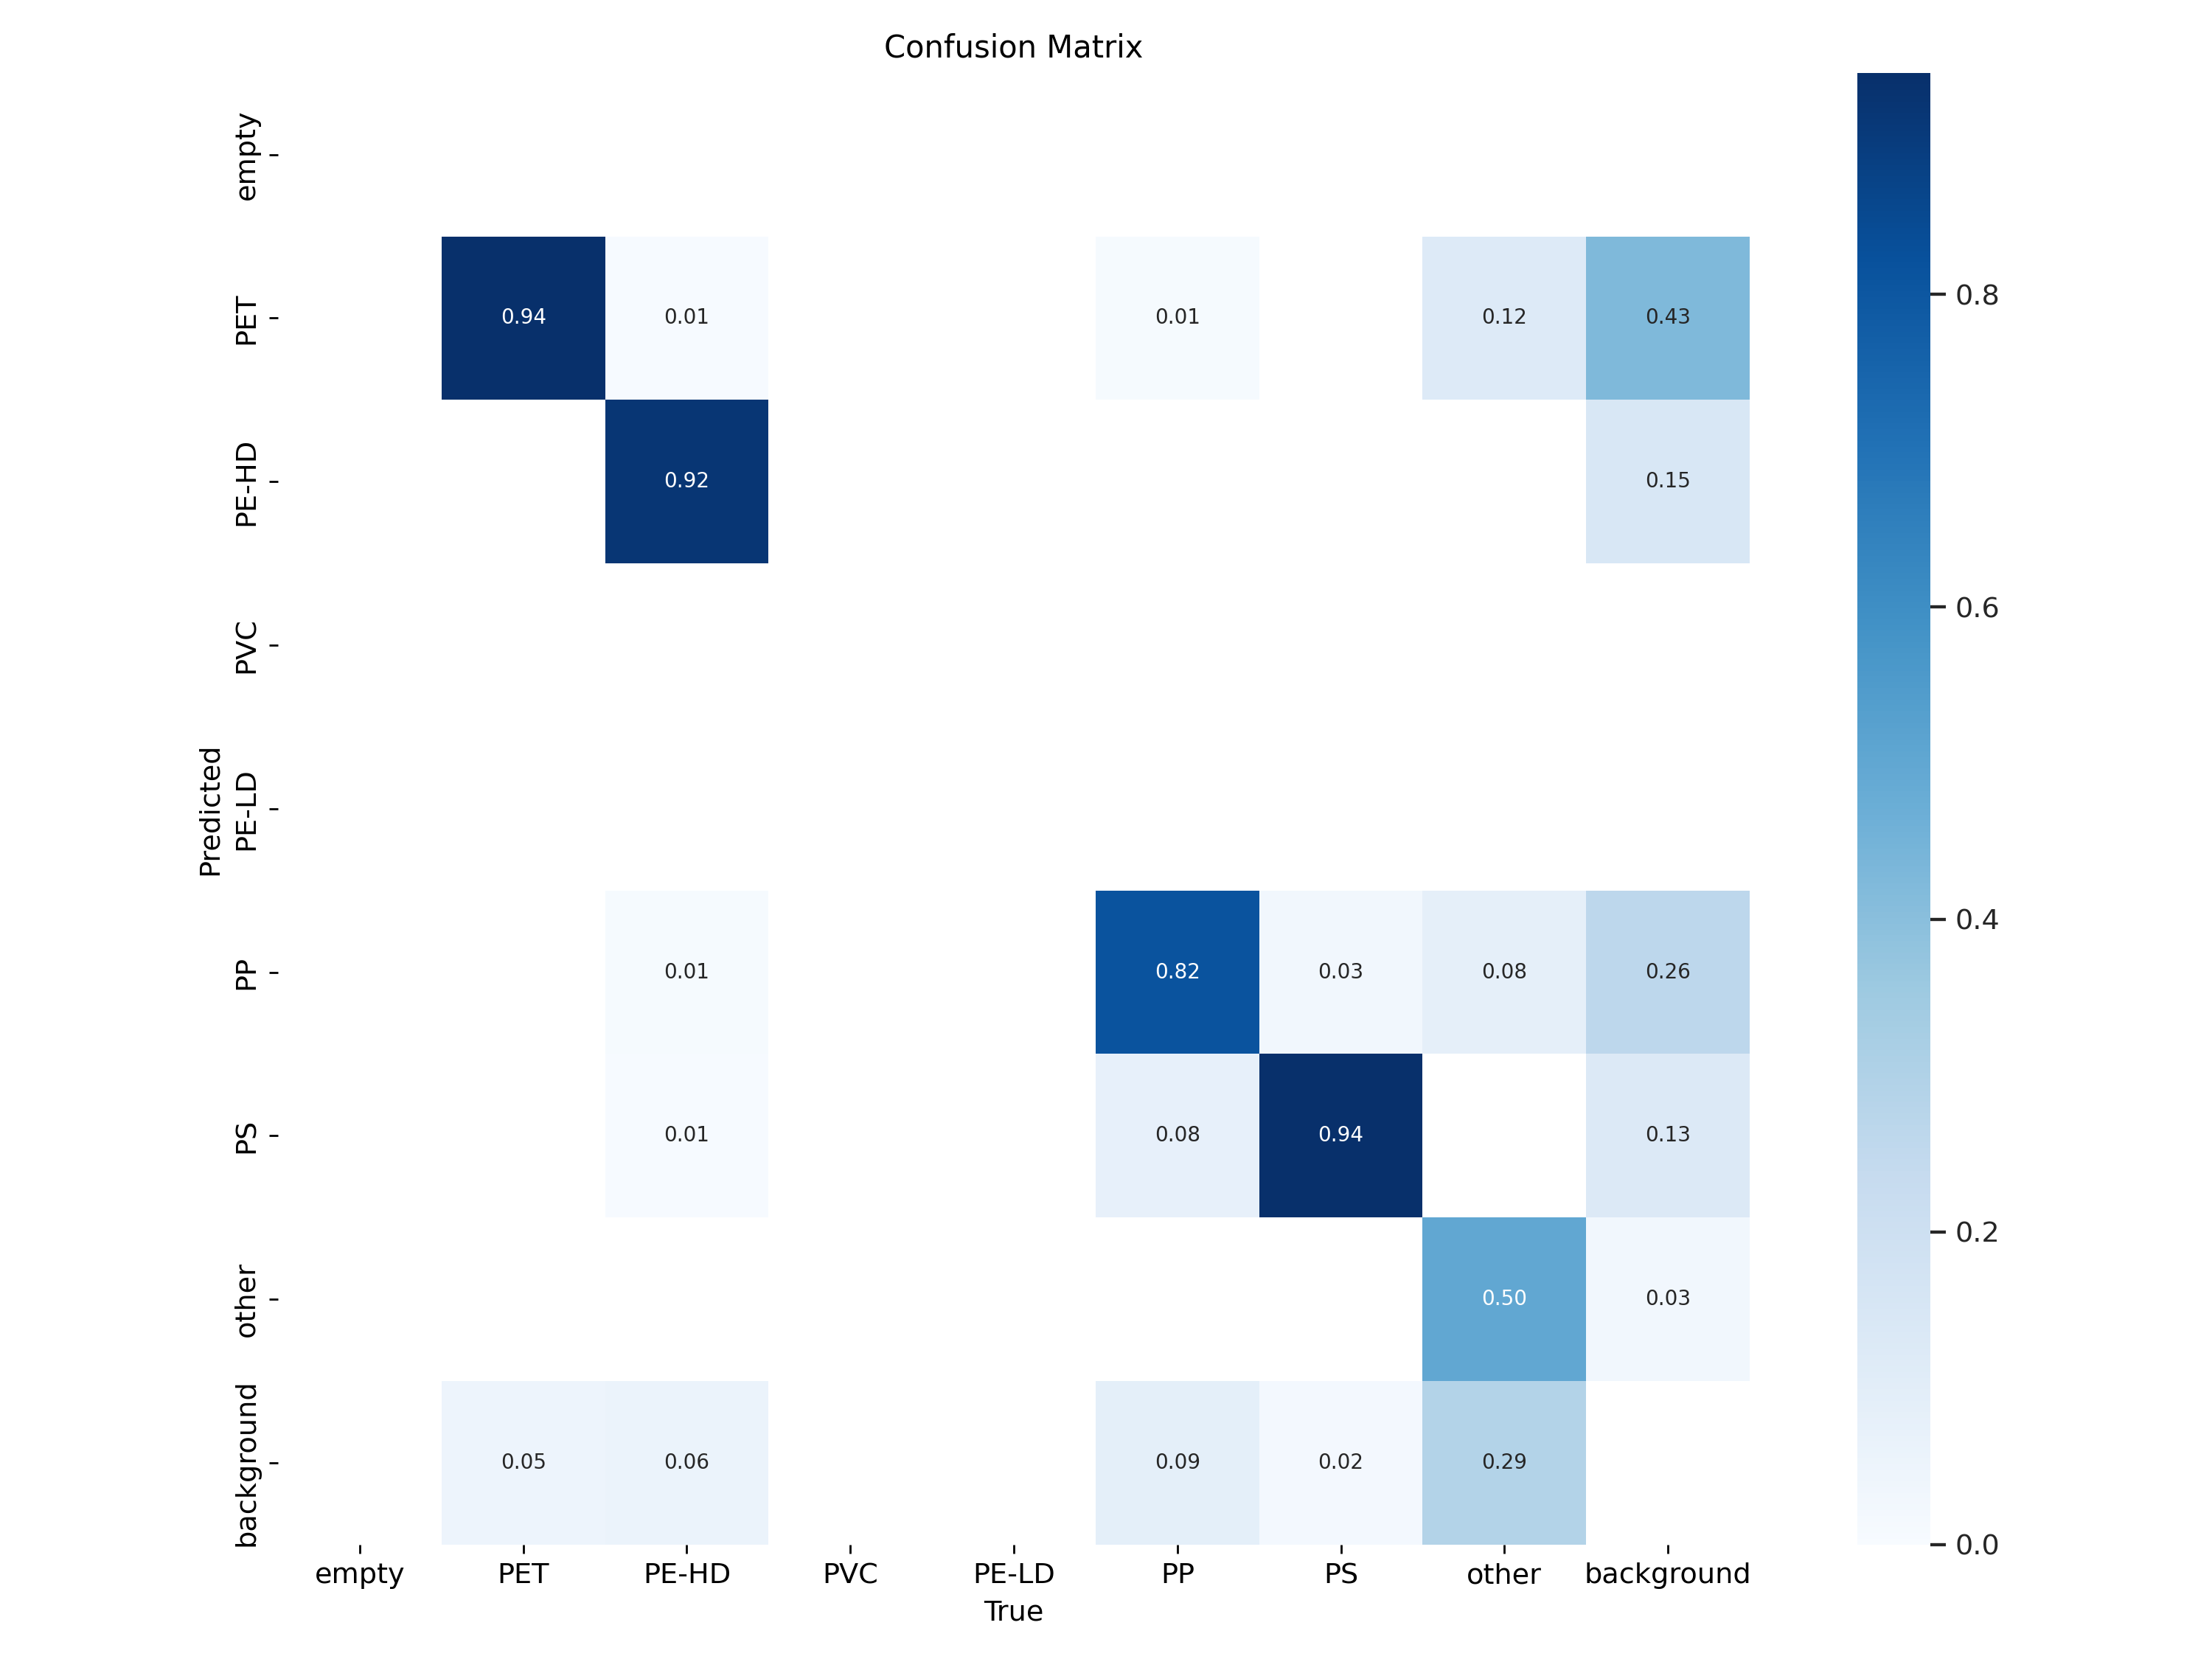 Confusion Matrix
empty
PET
0.94 0.01 0.01 0.12 0.43
PE-HD
0.92 0.15
PVC
PE-LD
Predicted
PP
0.01 0.82 0.03 0.08 0.26
PS
0.01 0.08 0.94 0.13
other
0.50 0.03
background
0.05 0.06 0.09 0.02 0.29
empty PET PE-HD PVC PE-LD PP PS other background
True
0.8
0.6
0.4
0.2
0.0